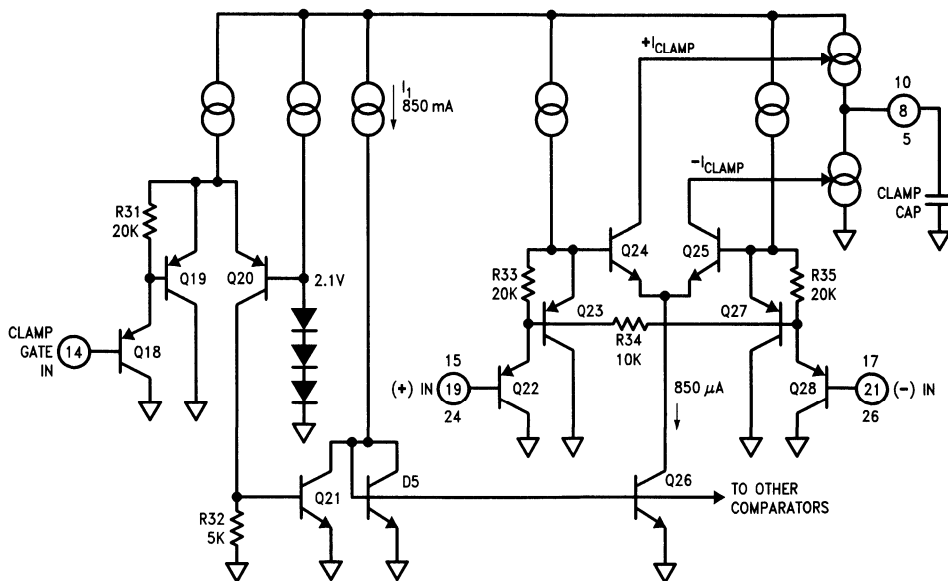 +I CLAMP
I1
850 mA
10
8
5
-I CLAMP
CLAMP
CAP
R31
20K
Q19
Q20
2.1V
Q24
Q25
R33
20K
R35
20K
Q23
Q27
R34
10K
CLAMP
GATE
IN
14
Q18
15
(+) IN
19
24
Q22
850 µA
Q28
17
21
(-) IN
26
Q21
D5
Q26
TO OTHER
COMPARATORS
R32
5K